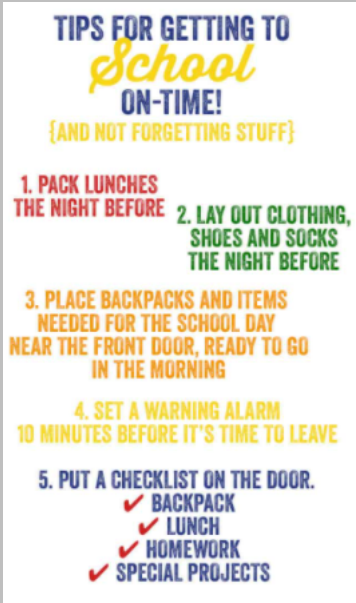 TIPS FOR GETTING TO
School
ON-TIME!
{AND NOT FORGETTING STUFF}
1. PACK LUNCHES
THE NIGHT BEFORE
2. LAY OUT CLOTHING,
SHOES AND SOCKS
THE NIGHT BEFORE
3. PLACE BACKPACKS AND ITEMS
NEEDED FOR THE SCHOOL DAY
NEAR THE FRONT DOOR, READY TO GO
IN THE MORNING
4. SET A WARNING ALARM
10 MINUTES BEFORE IT'S TIME TO LEAVE
5. PUT A CHECKLIST ON THE DOOR.
✔ BACKPACK
✔ LUNCH
✔ HOMEWORK
✔ SPECIAL PROJECTS